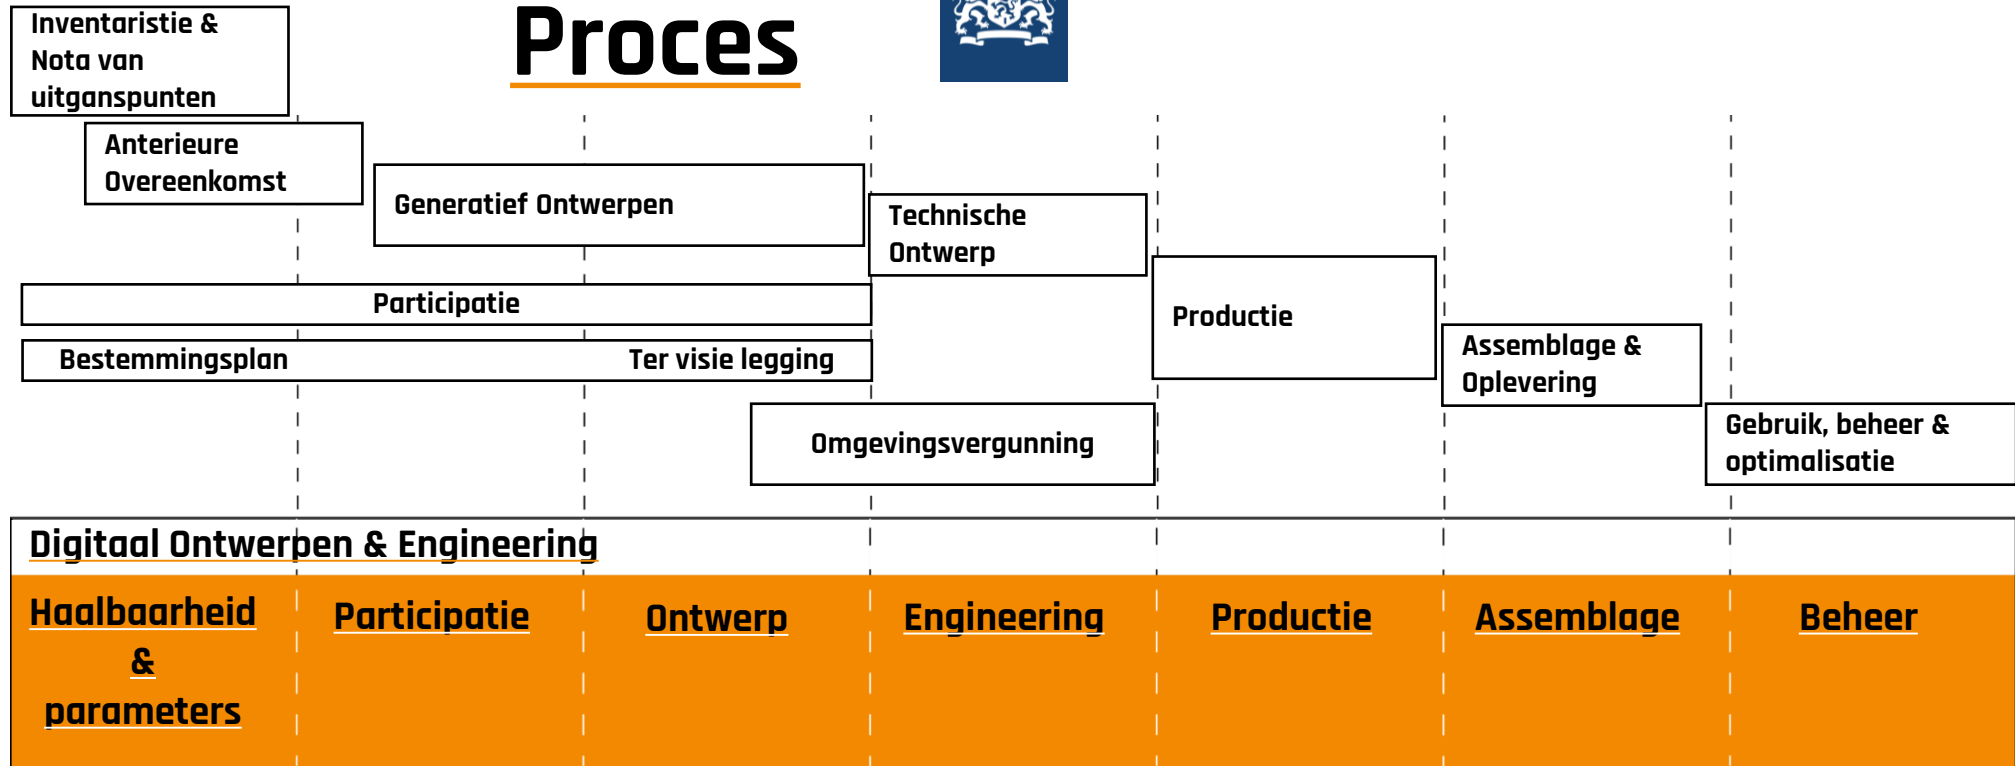 Proces
Inventaristie &
Nota van
uitganspunten
Anterieure
Overeenkomst
Generatief Ontwerpen
Technische
Ontwerp
Participatie
Productie
Bestemmingsplan Ter visie legging
Assemblage &
Oplevering
Omgevingsvergunning
Gebruik, beheer &
optimalisatie
Digitaal Ontwerpen & Engineering
Haalbaarheid
&
parameters
Participatie
Ontwerp
Engineering
Productie
Assemblage
Beheer